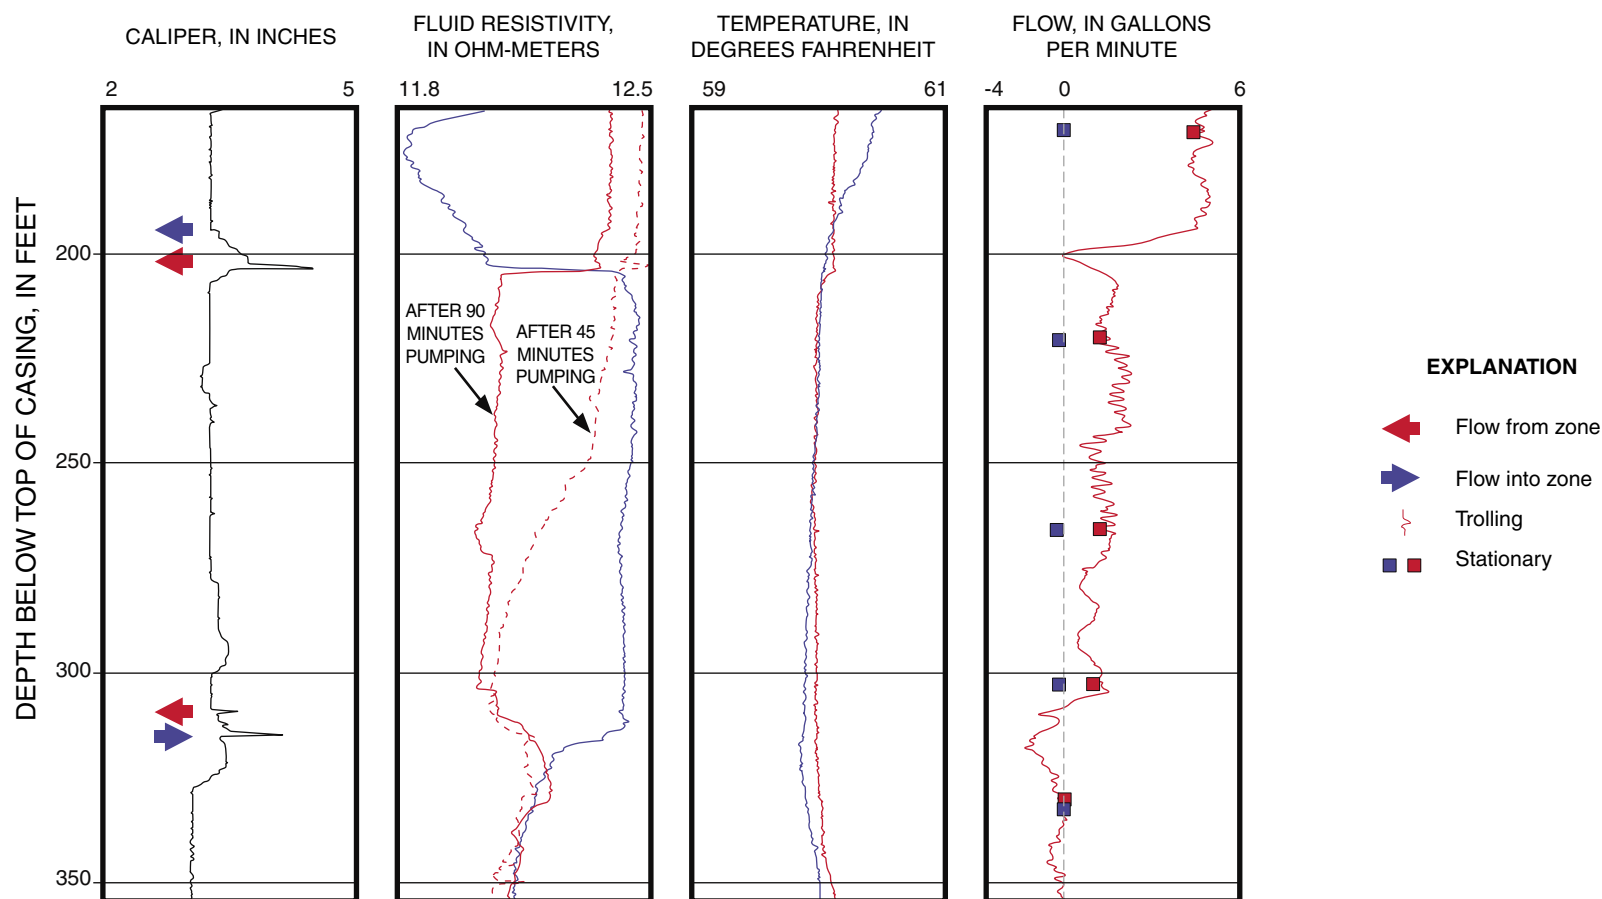 CALIPER, IN INCHES
FLUID RESISTIVITY,
IN OHM-METERS
TEMPERATURE, IN
DEGREES FAHRENHEIT
FLOW, IN GALLONS
PER MINUTE
2 5
11.8 12.5
59 61
-4 0 6
DEPTH BELOW TOP OF CASING, IN FEET
200
250
300
350
AFTER 90
MINUTES
PUMPING
AFTER 45
MINUTES
PUMPING
EXPLANATION
Flow from zone
Flow into zone
Trolling
Stationary